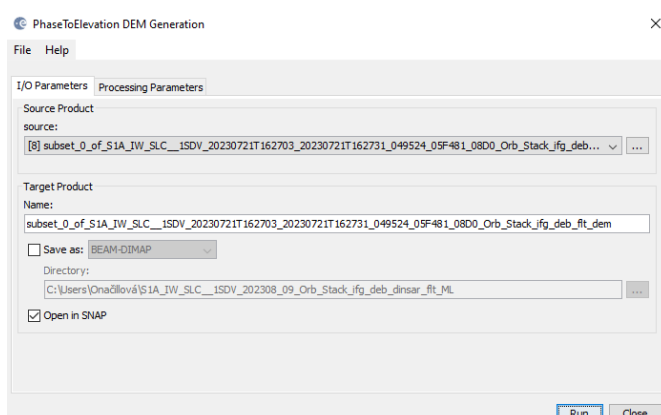 PhaseToElevation DEM Generation
File Help
I/O Parameters Processing Parameters
Source Product
source:
[8] subset_0_of_S1A_IW_SLC__1SDV_20230721T162703_20230721T162731_049524_05F481_08D0_Orb_Stack_ifg_deb... ...
Target Product
Name:
subset_0_of_S1A_IW_SLC__1SDV_20230721T162703_20230721T162731_049524_05F481_08D0_Orb_Stack_ifg_deb_flt_dem
Save as: BEAM-DIMAP
Directory:
C:\Users\Onačillová\S1A_IW_SLC__1SDV_202308_09_Orb_Stack_ifg_deb_dinsar_flt_ML ...
Open in SNAP
Run Close